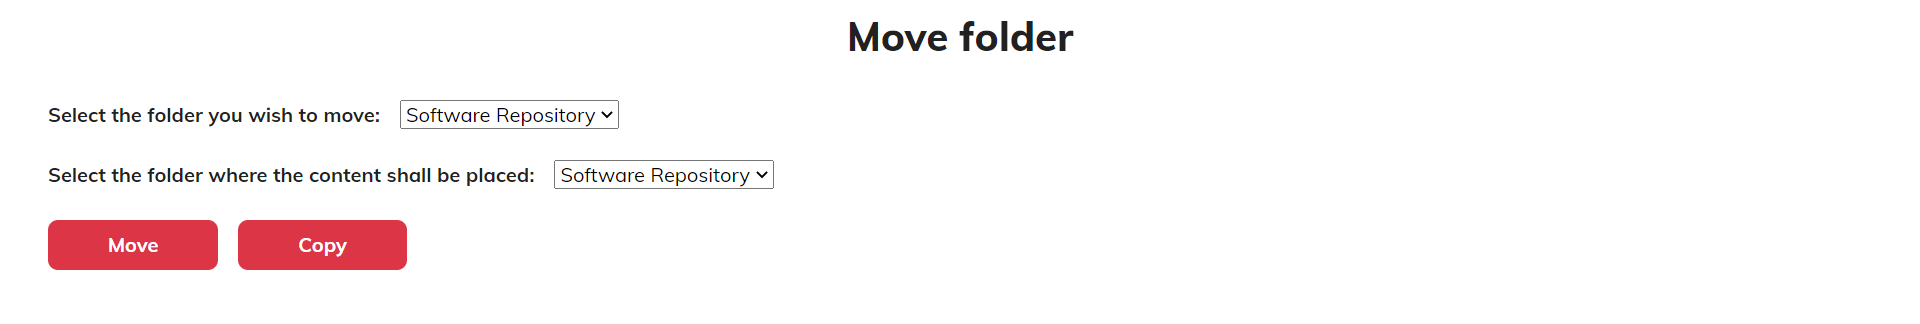 Move folder
Select the folder you wish to move: Software Repository
Select the folder where the content shall be placed: Software Repository
Move Copy